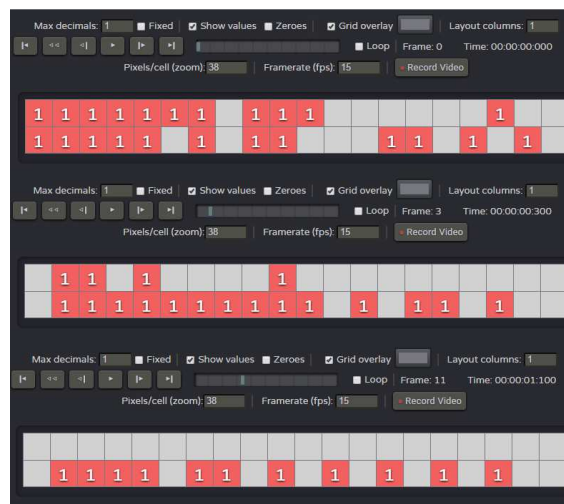 Max decimals: 1 Fixed Show values Zeroes Grid overlay Layout columns: 1
Loop Frame: 0 Time: 00:00:00:000
Pixels/cell (zoom): 38 Framerate (fps): 15 Record Video
1 1 1 1 1 1 1 1 1 1 1
1 1 1 1 1 1 1 1 1 1 1 1
Max decimals: 1 Fixed Show values Zeroes Grid overlay Layout columns: 1
Loop Frame: 3 Time: 00:00:00:300
Pixels/cell (zoom): 38 Framerate (fps): 15 Record Video
1 1 1 1
1 1 1 1 1 1 1 1 1 1 1 1 1 1
Max decimals: 1 Fixed Show values Zeroes Grid overlay Layout columns: 1
Loop Frame: 11 Time: 00:00:01:100
Pixels/cell (zoom): 38 Framerate (fps): 15 Record Video
1 1 1 1 1 1 1 1 1 1 1